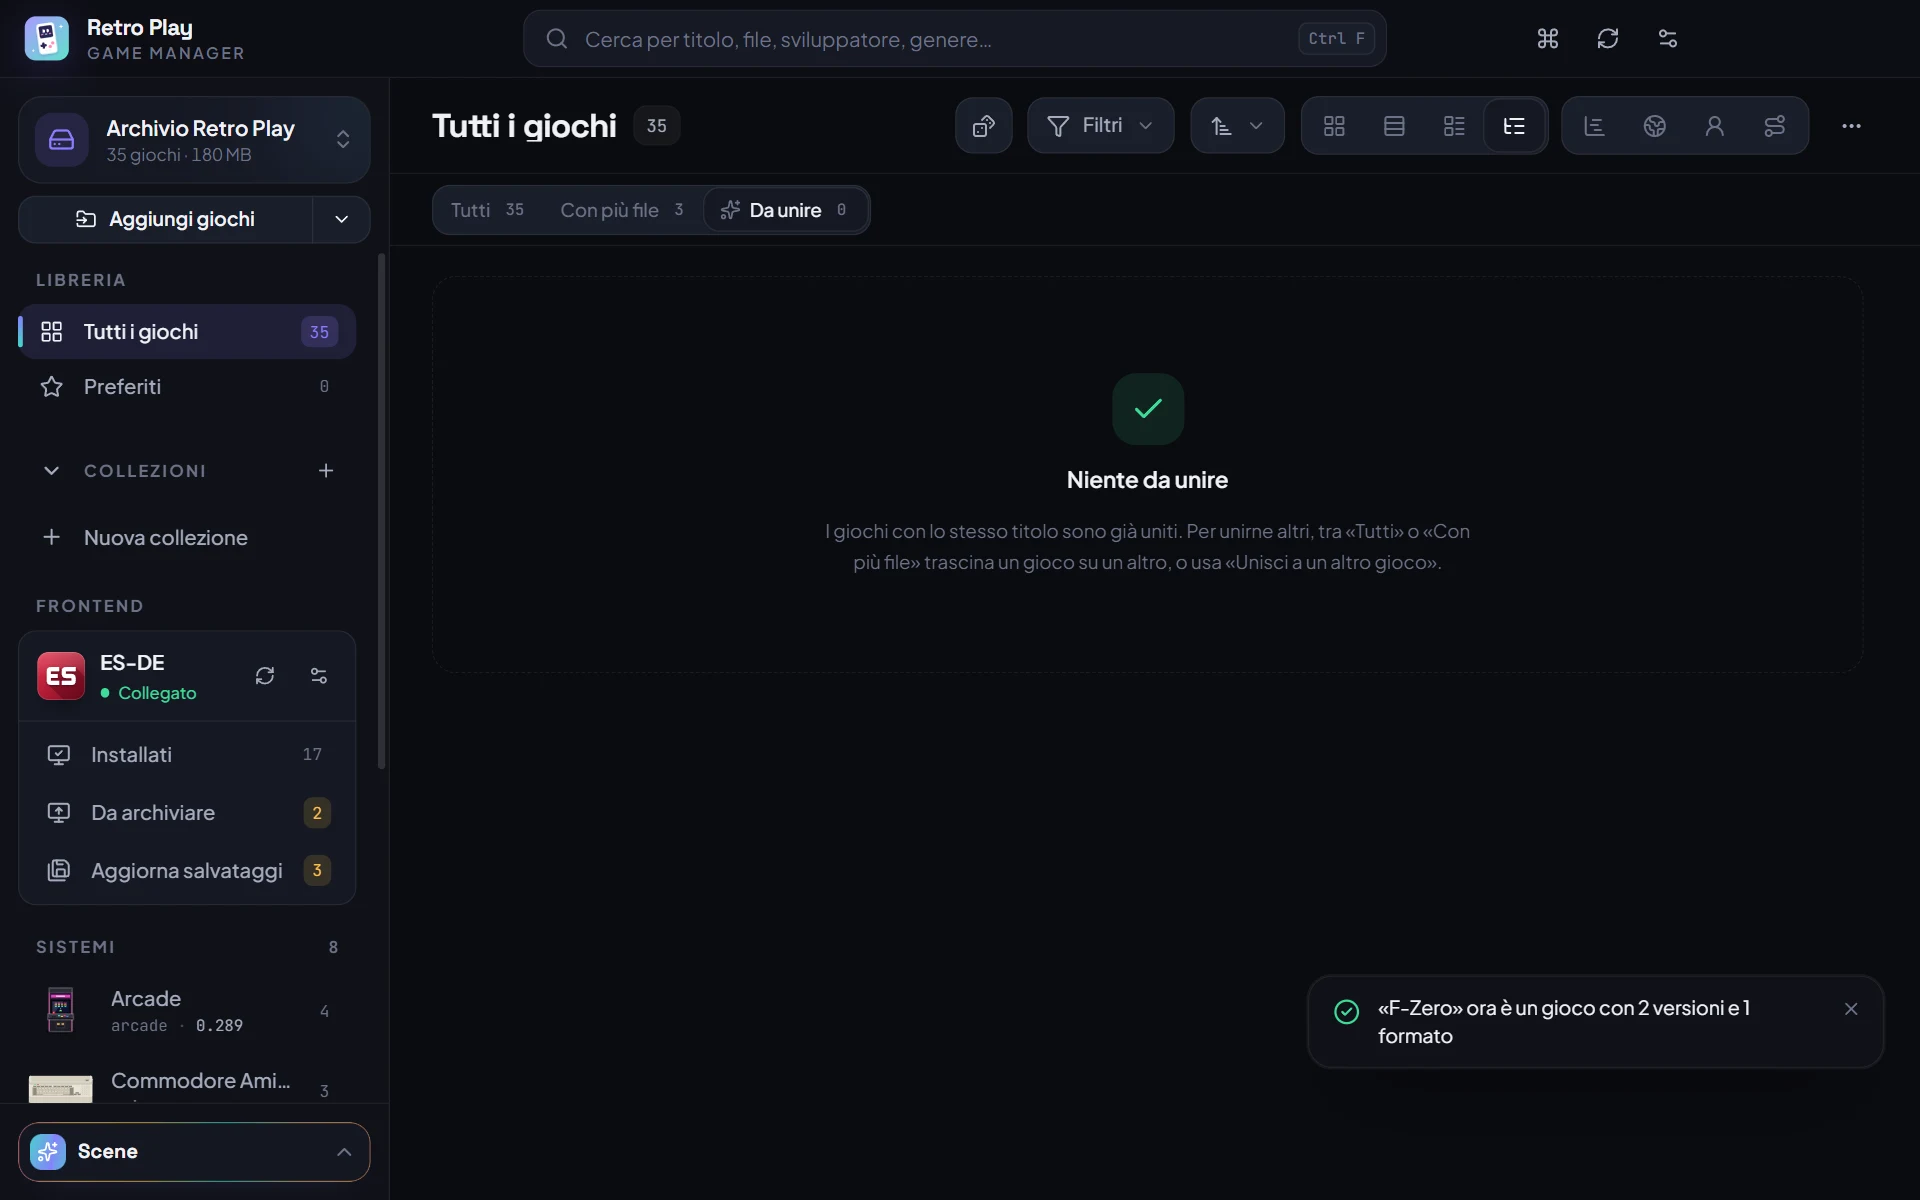 Retro Play
GAME MANAGER
Cerca per titolo, file, sviluppatore, genere...
Ctrl F
Archivio Retro Play
35 giochi · 180 MB
Aggiungi giochi
LIBRERIA
Tutti i giochi 35
Preferiti 0
COLLEZIONI
Nuova collezione
FRONTEND
ES
ES-DE
Collegato
Installati 17
Da archiviare 2
Aggiorna salvataggi 3
SISTEMI 8
Arcade
arcade · 0.289
4
Commodore Ami...
3
Scene
Tutti i giochi 35
Filtri
Tutti 35
Con più file 3
Da unire 0
Niente da unire
I giochi con lo stesso titolo sono già uniti. Per unirne altri, tra «Tutti» o «Con
più file» trascina un gioco su un altro, o usa «Unisci a un altro gioco».
«F-Zero» ora è un gioco con 2 versioni e 1
formato